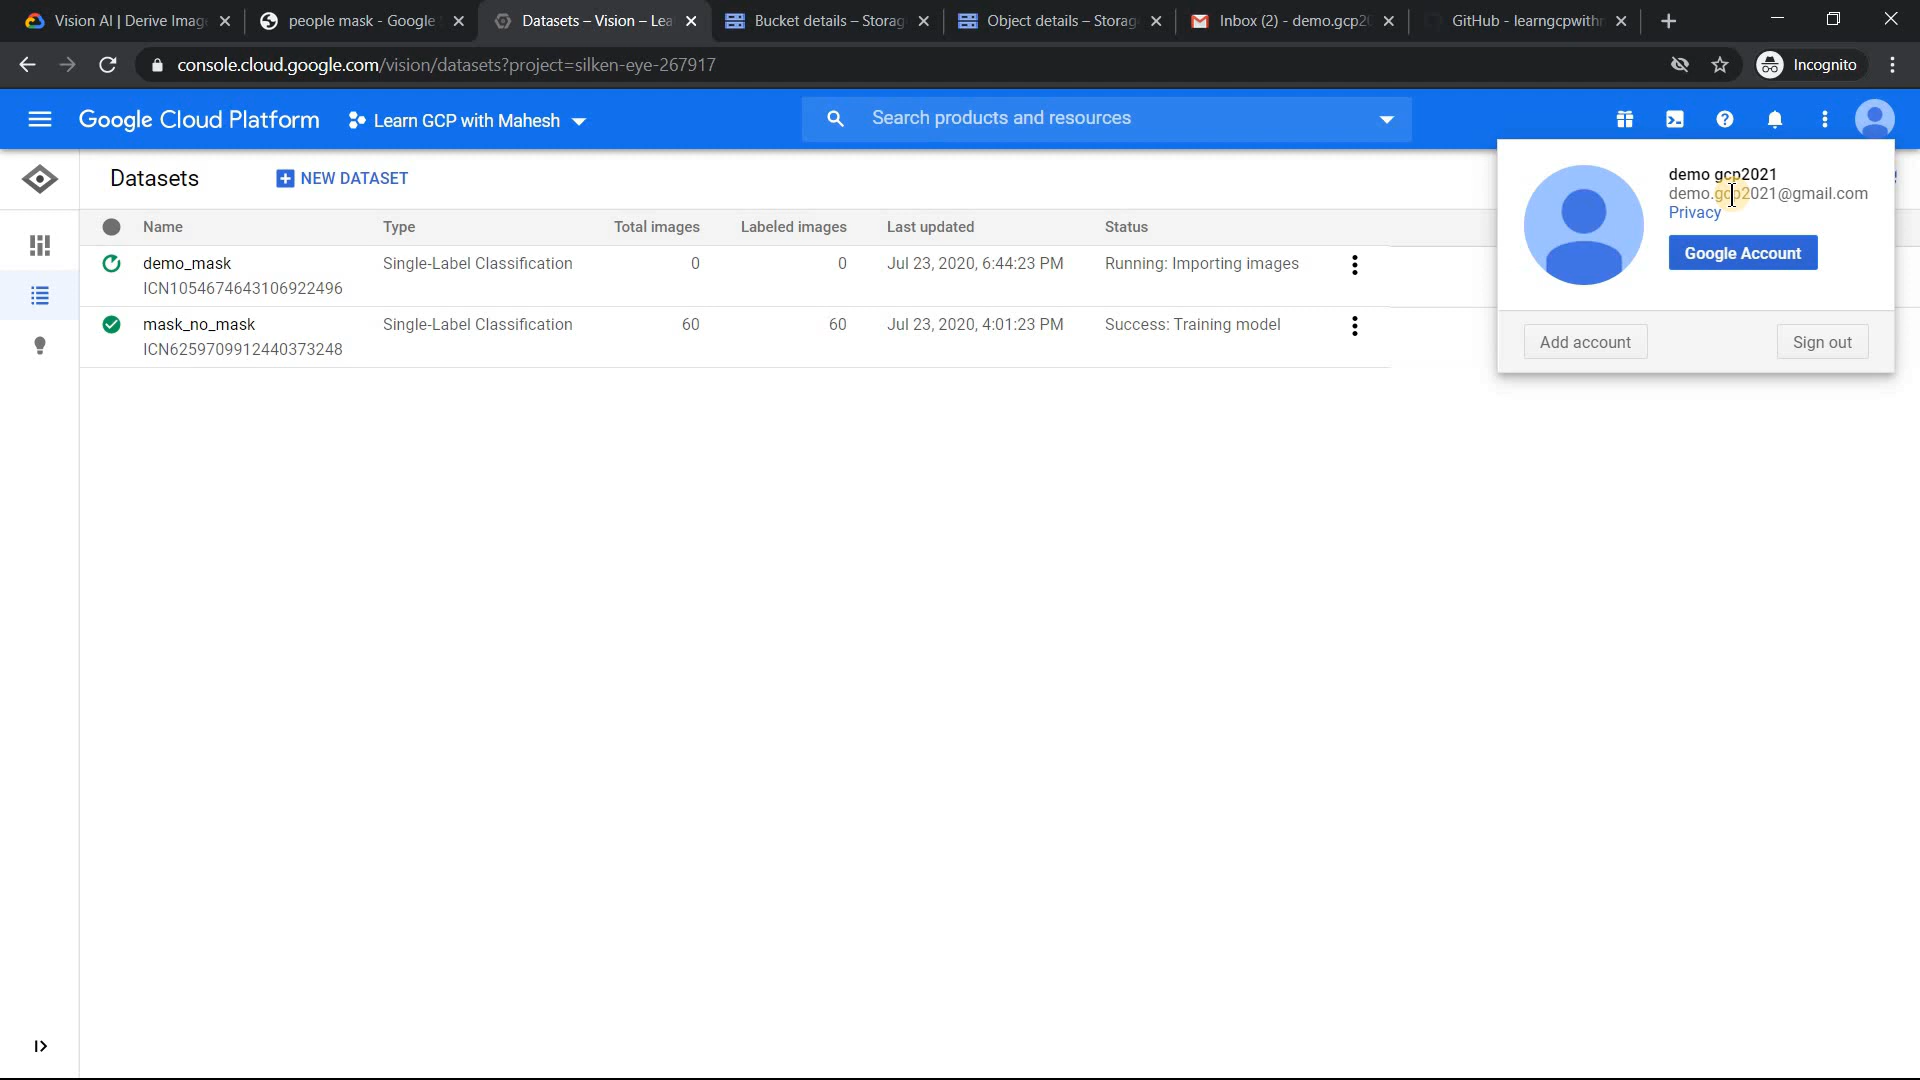 Vision AI | Derive Image
people mask - Google
Datasets – Vision – Lea
Bucket details – Storag
Object details – Storag
Inbox (2) - demo.gcp2
GitHub - learngcpwith
console.cloud.google.com/vision/datasets?project=silken-eye-267917
Incognito
Google Cloud Platform
Learn GCP with Mahesh
Search products and resources
Datasets
NEW DATASET
Name Type Total images Labeled images Last updated Status
demo_mask Single-Label Classification 0 0 Jul 23, 2020, 6:44:23 PM Running: Importing images
ICN1054674643106922496
mask_no_mask Single-Label Classification 60 60 Jul 23, 2020, 4:01:23 PM Success: Training model
ICN6259709912440373248
demo gcp2021
demo.gcp2021@gmail.com
Privacy
Google Account
Add account
Sign out